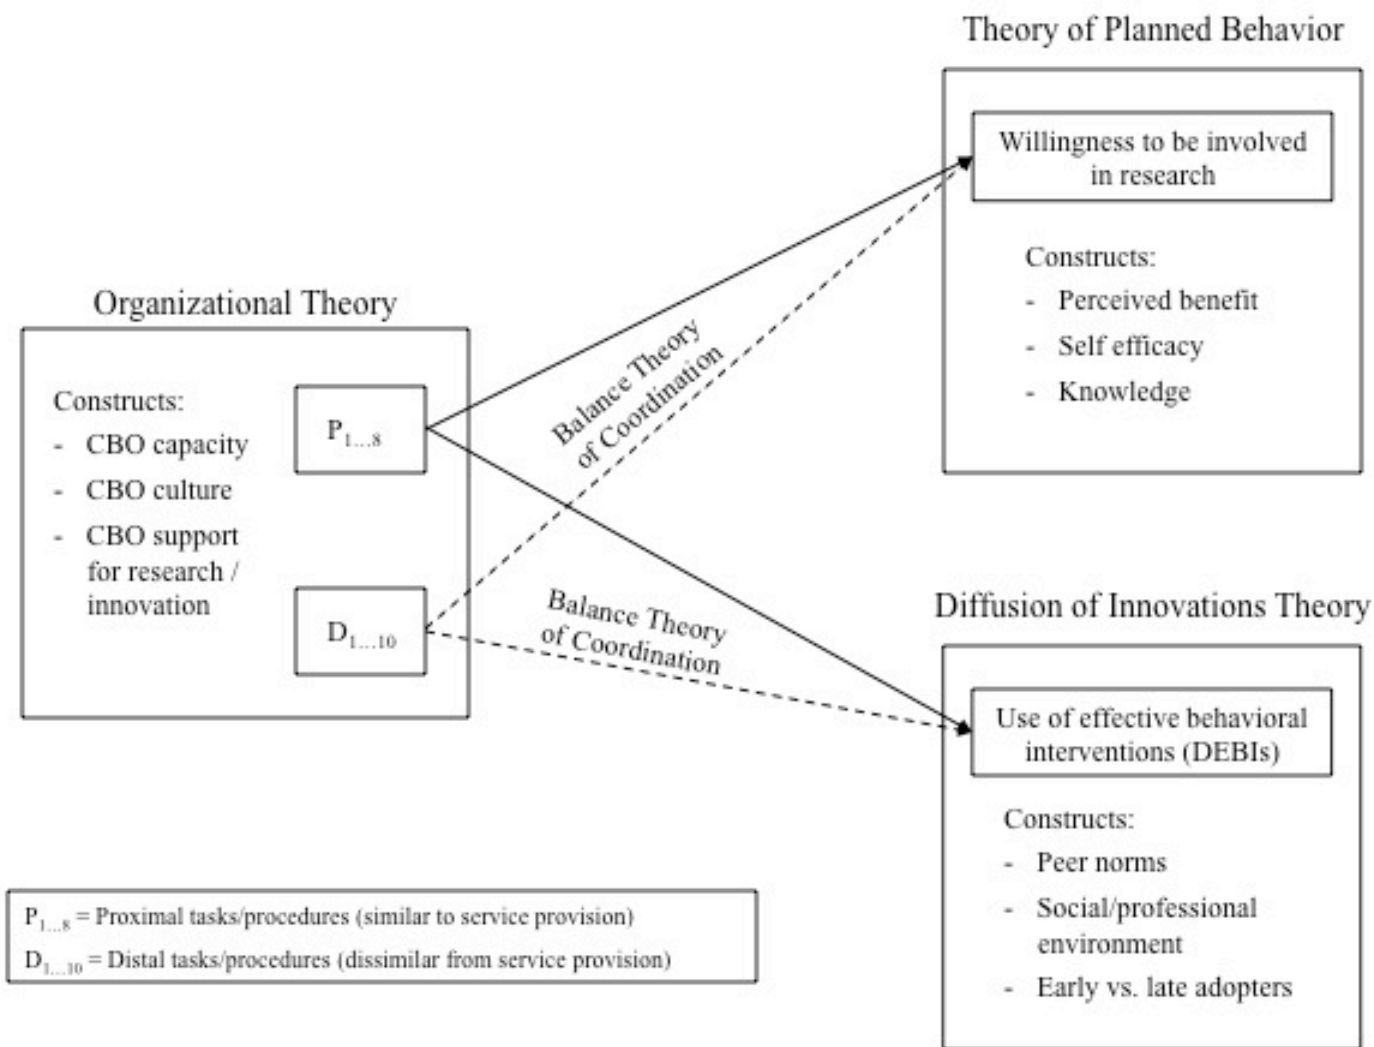 Theory of Planned Behavior
Willingness to be involved
in research
Constructs:
- Perceived benefit
- Self efficacy
- Knowledge
Organizational Theory
Constructs:
- CBO capacity
- CBO culture
- CBO support
for research /
innovation
P1...8
D1...10
Balance Theory
of Coordination
Balance Theory
of Coordination
Diffusion of Innovations Theory
Use of effective behavioral
interventions (DEBIs)
Constructs:
- Peer norms
- Social/professional
environment
- Early vs. late adopters
P1...8 = Proximal tasks/procedures (similar to service provision)
D1...10 = Distal tasks/procedures (dissimilar from service provision)